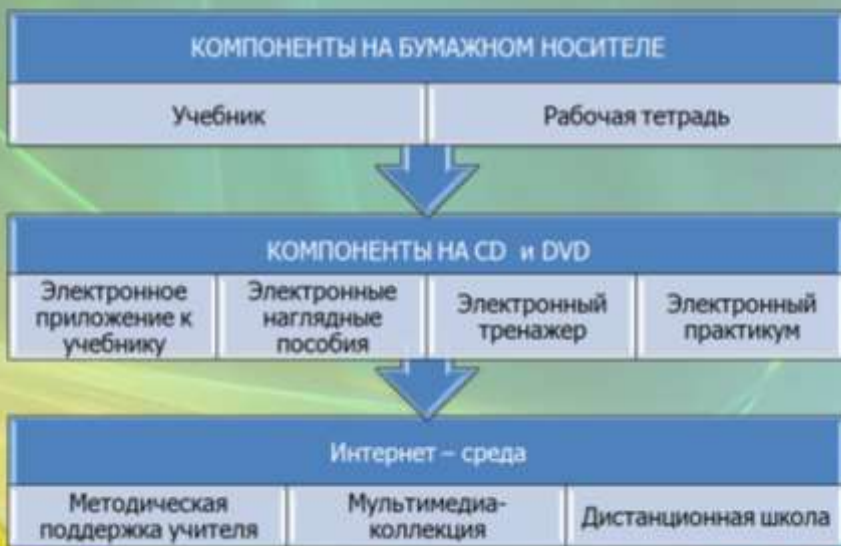 КОМПОНЕНТЫ НА БУМАЖНОМ НОСИТЕЛЕ
Учебник
Рабочая тетрадь
КОМПОНЕНТЫ НА CD и DVD
Электронное
приложение к
учебнику
Электронные
наглядные
пособия
Электронный
тренажер
Электронный
практикум
Интернет – среда
Методическая
поддержка учителя
Мультимедиа-
коллекция
Дистанционная школа